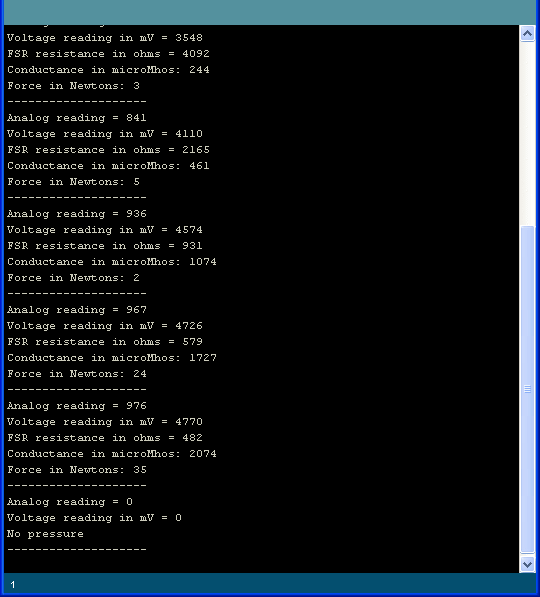 Voltage reading in mV = 3548
FSR resistance in ohms = 4092
Conductance in microMhos: 244
Force in Newtons: 3
--------------------
Analog reading = 841
Voltage reading in mV = 4110
FSR resistance in ohms = 2165
Conductance in microMhos: 461
Force in Newtons: 5
--------------------
Analog reading = 936
Voltage reading in mV = 4574
FSR resistance in ohms = 931
Conductance in microMhos: 1074
Force in Newtons: 2
--------------------
Analog reading = 967
Voltage reading in mV = 4726
FSR resistance in ohms = 579
Conductance in microMhos: 1727
Force in Newtons: 24
--------------------
Analog reading = 976
Voltage reading in mV = 4770
FSR resistance in ohms = 482
Conductance in microMhos: 2074
Force in Newtons: 35
--------------------
Analog reading = 0
Voltage reading in mV = 0
No pressure
--------------------
1